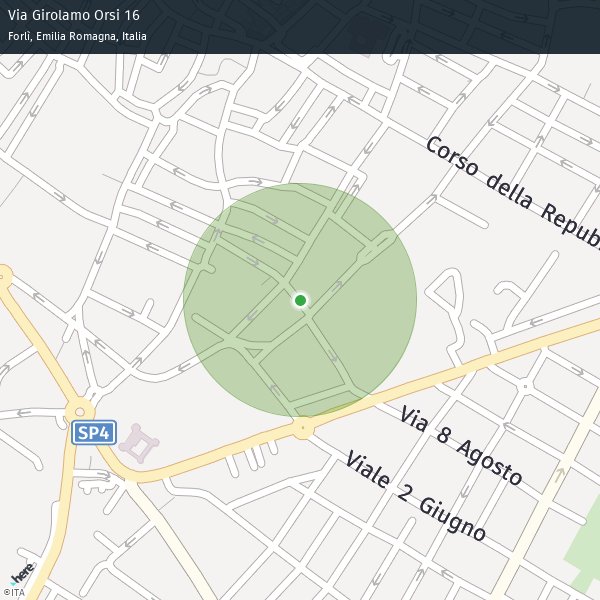 Via Girolamo Orsi 16
Forlì, Emilia Romagna, Italia
Corso della Repubbl
SP4
Via 8 Agosto
Viale 2 Giugno
here
©ITA